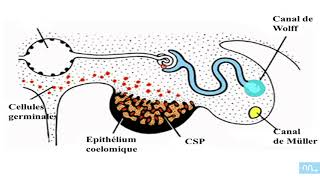 Canal de
Wolff
Cellules
germinales
Epithélium
coelomique
CSP
Canal
de Müller